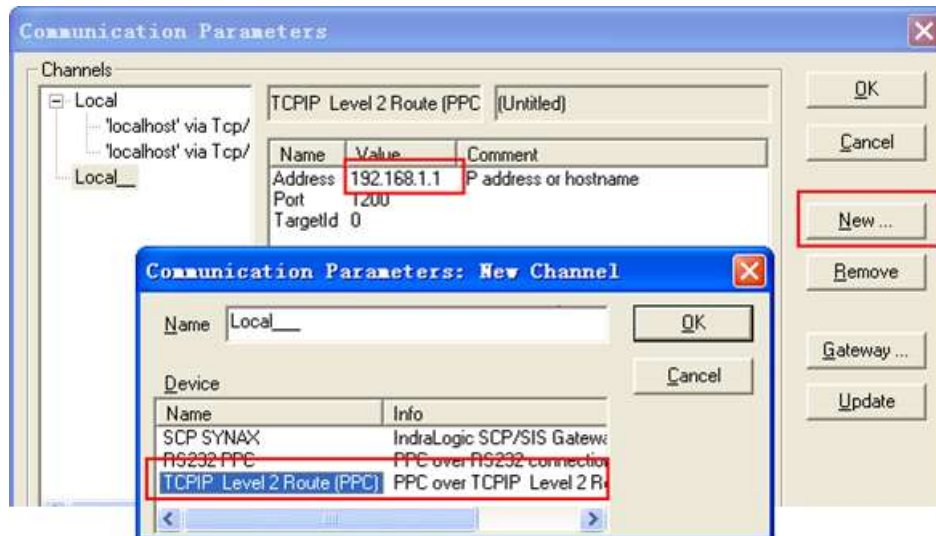 Communication Parameters
Channels
Local
'localhost' via Tcp/
'localhost' via Tcp/
Local__
TCPIP Level 2 Route (PPC
(Untitled)
Name Value Comment
Address 192.168.1.1 P address or hostname
Port 1200
TargetId 0
OK
Cancel
New ...
Remove
Gateway ...
Update
Communication Parameters: New Channel
Name Local___
OK
Cancel
Device
Name Info
SCP SYNAX IndraLogic SCP/SIS Gatewa
RS232 PPC PPC over RS232 connection
TCPIP Level 2 Route (PPC) PPC over TCPIP Level 2 R